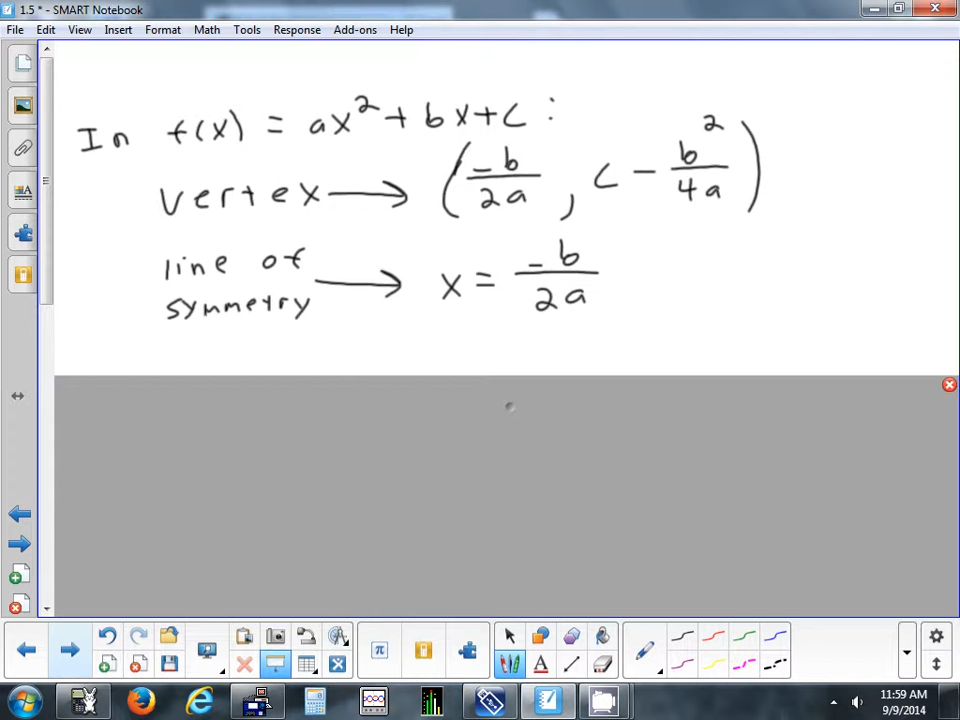 1.5 * - SMART Notebook
File Edit View Insert Format Math Tools Response Add-ons Help
In f(x) = ax² + bx + c :
vertex → (-b/2a , c - b²/4a)
line of symmetry → x = -b/2a
11:59 AM
9/9/2014